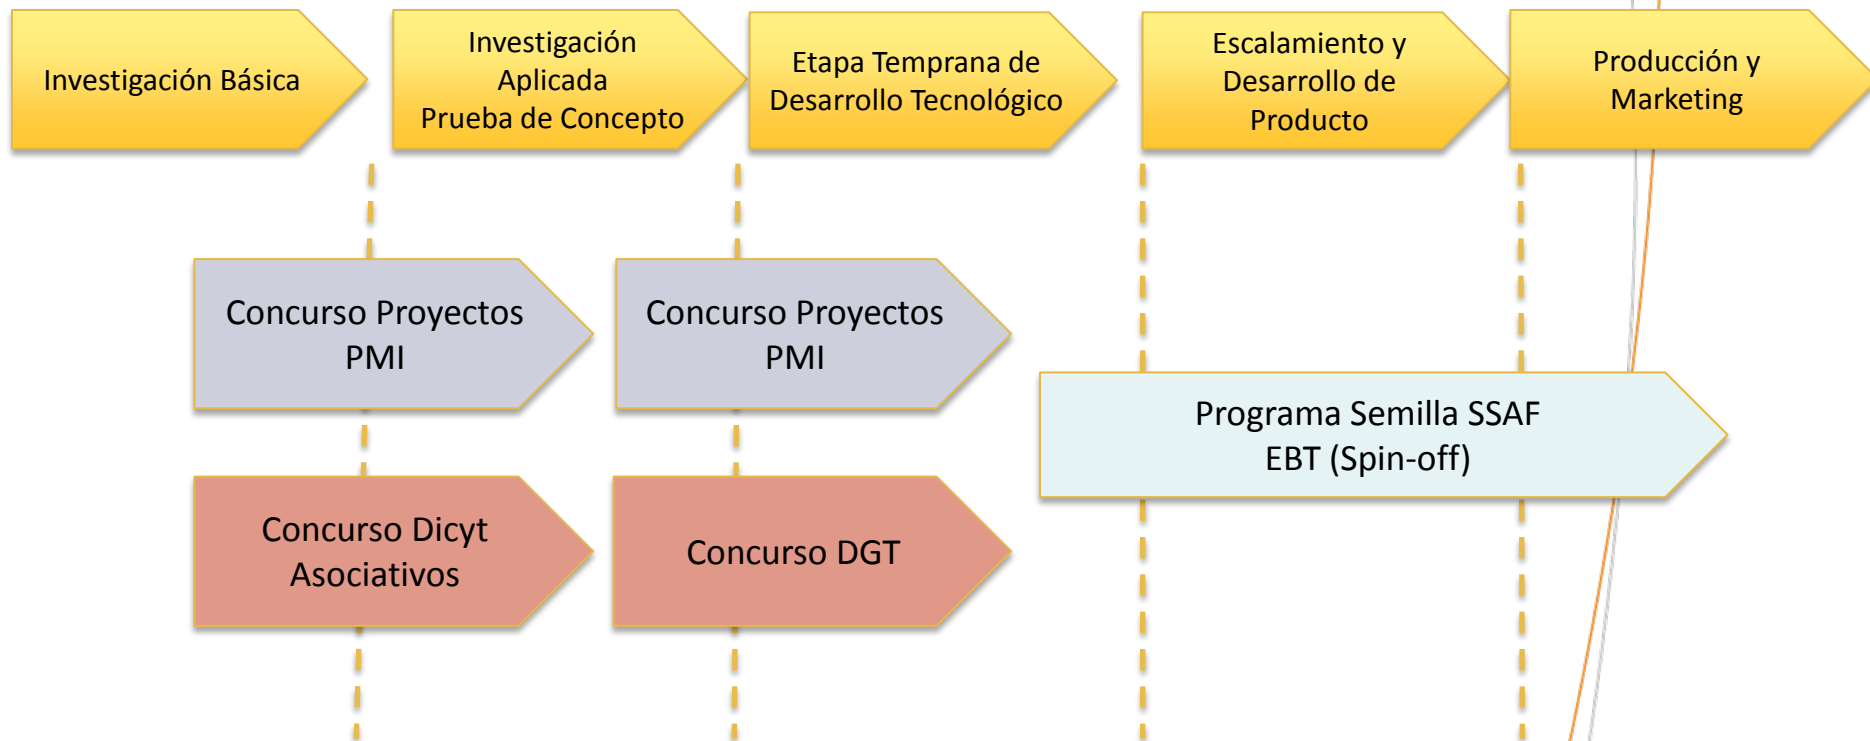 Investigación Básica
Investigación
Aplicada
Prueba de Concepto
Etapa Temprana de
Desarrollo Tecnológico
Escalamiento y
Desarrollo de
Producto
Producción y
Marketing
Concurso Proyectos
PMI
Concurso Proyectos
PMI
Programa Semilla SSAF
EBT (Spin-off)
Concurso Dicyt
Asociativos
Concurso DGT